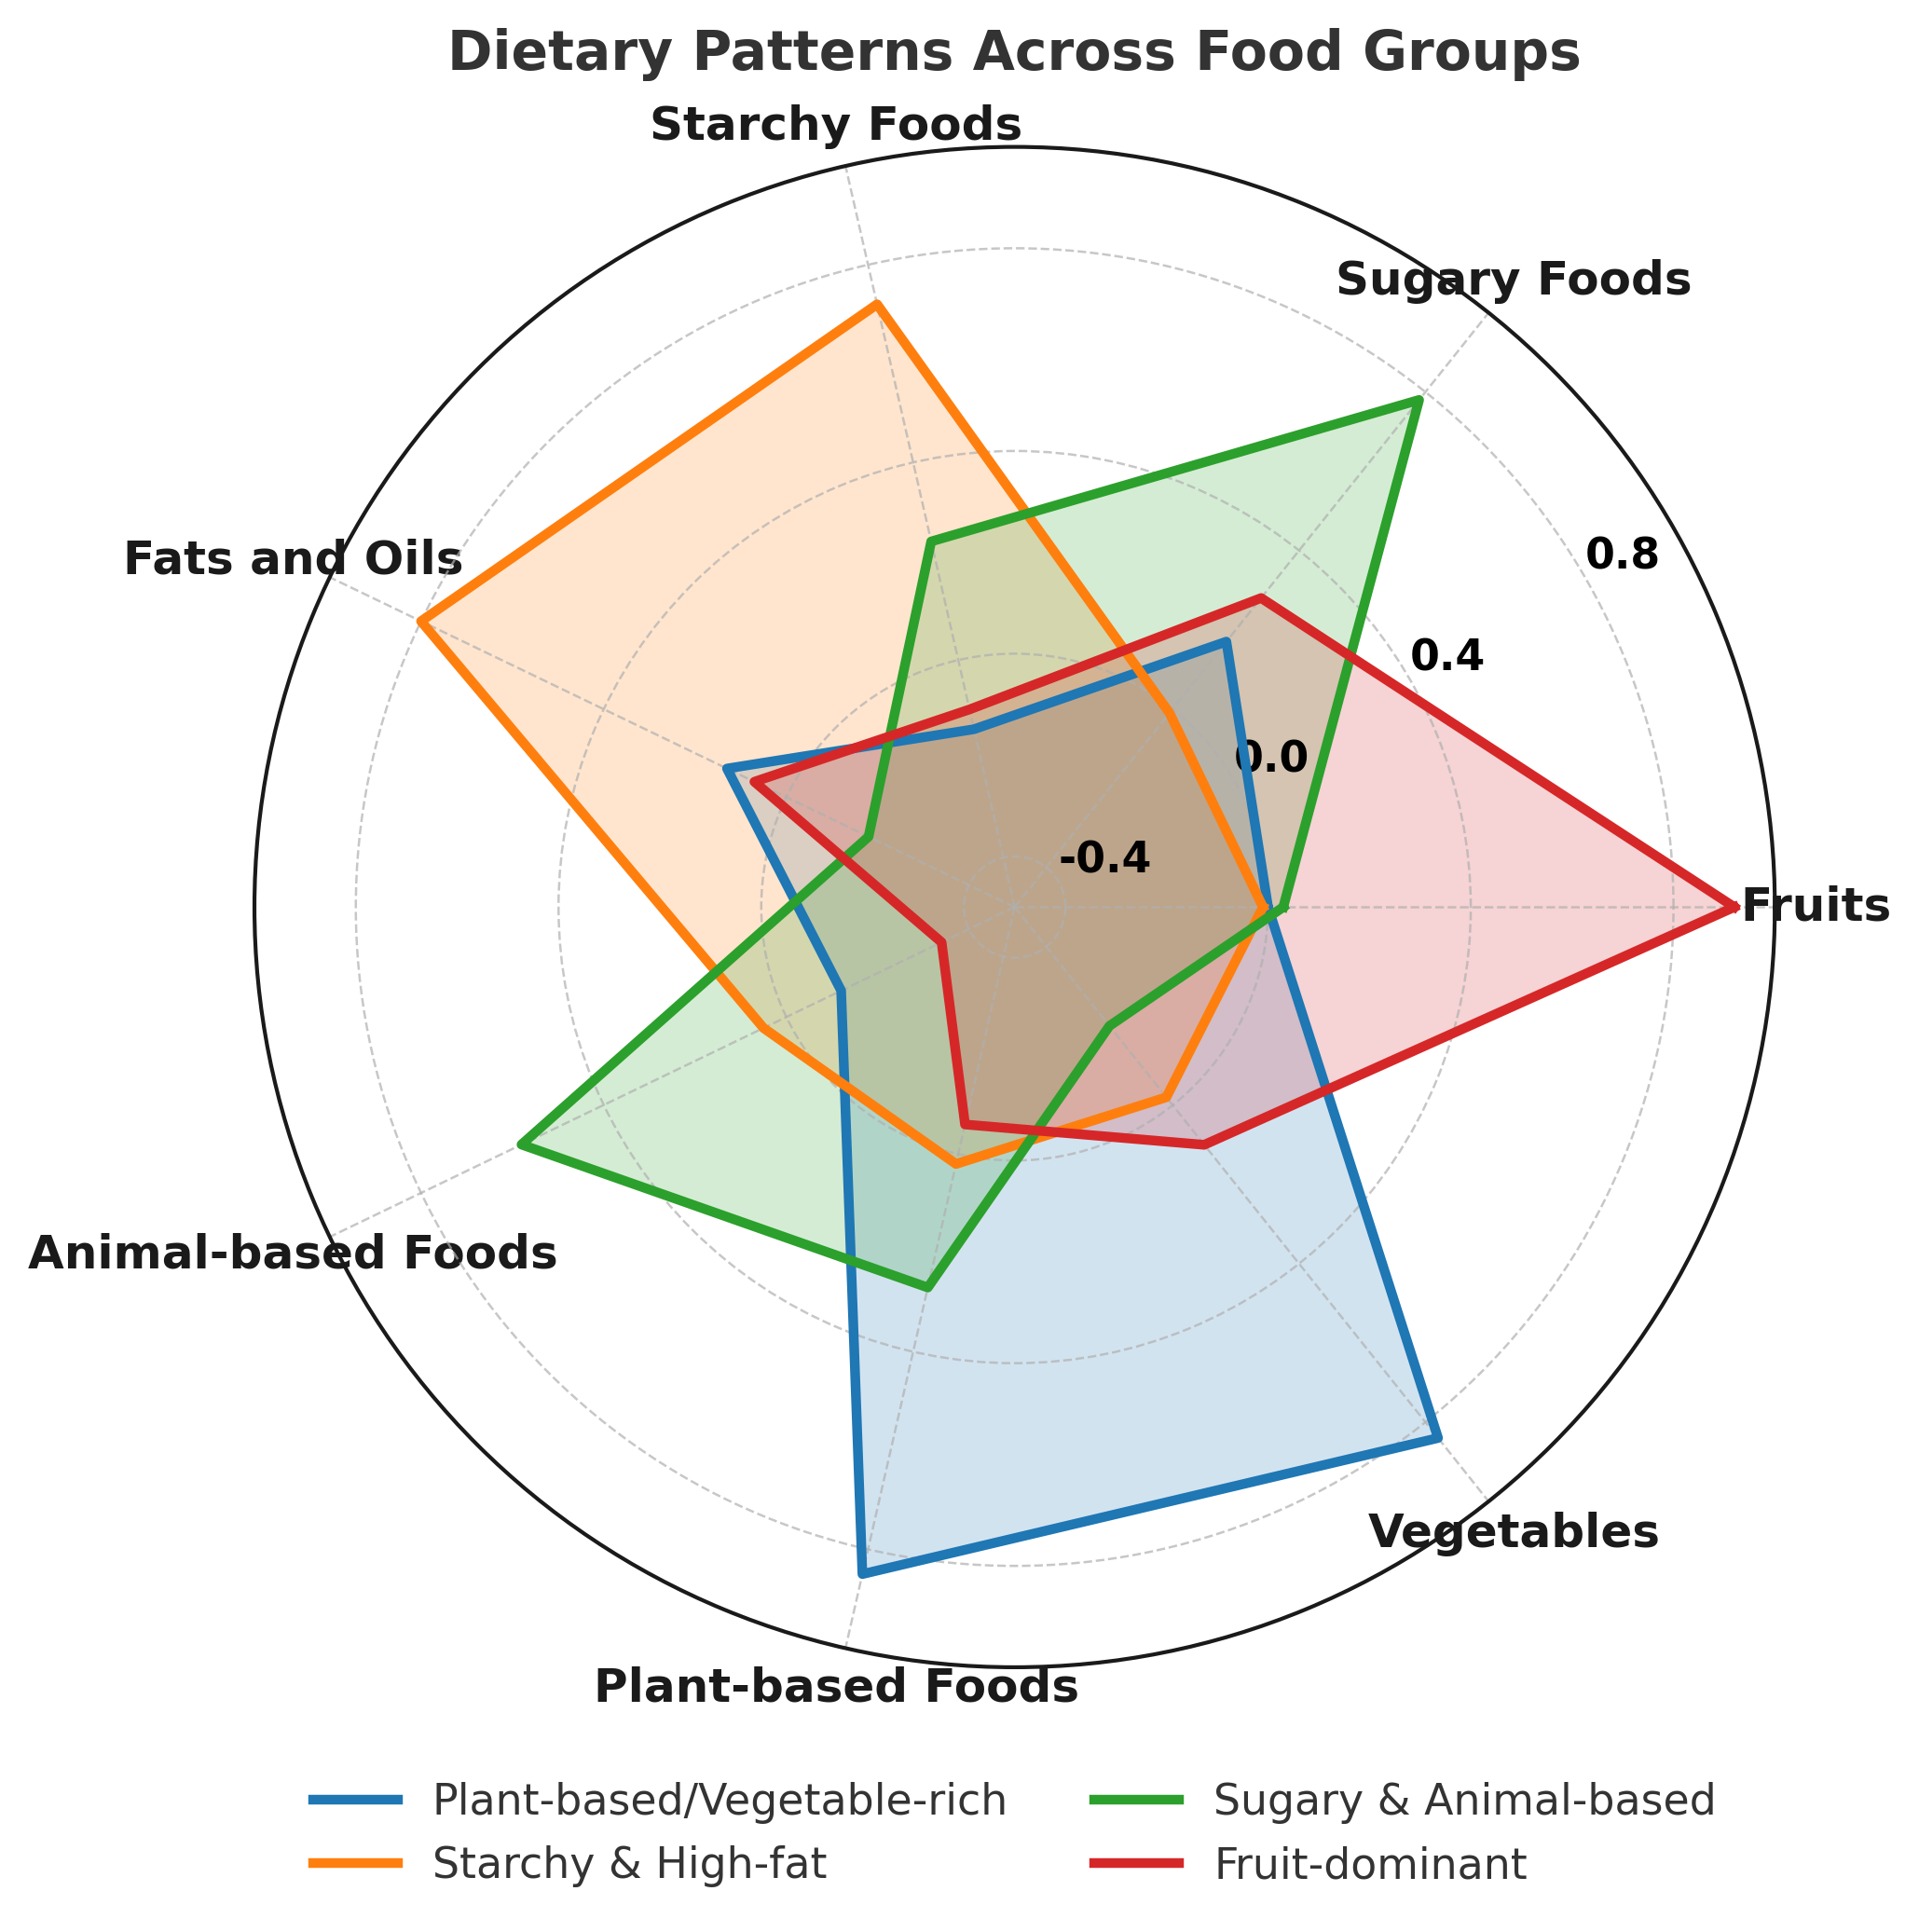 Dietary Patterns Across Food Groups
Starchy Foods
Sugary Foods
Fats and Oils
0.8
0.4
0.0
-0.4
Fruits
Animal-based Foods
Vegetables
Plant-based Foods
Plant-based/Vegetable-rich
Starchy & High-fat
Sugary & Animal-based
Fruit-dominant